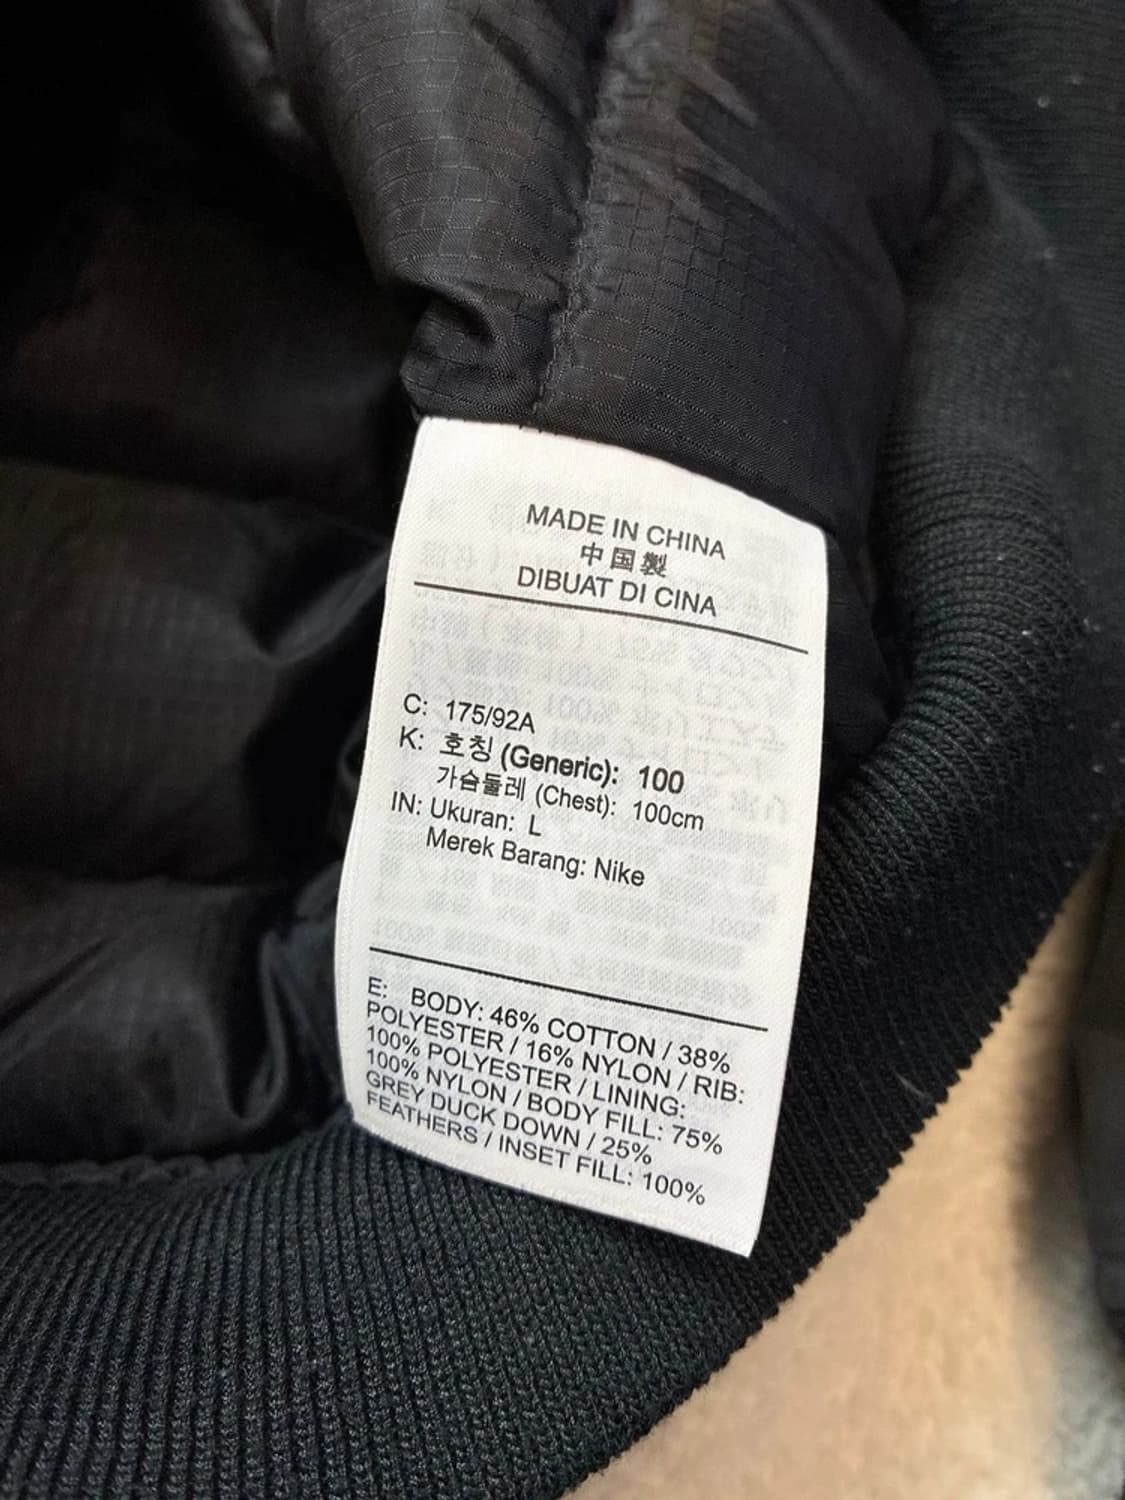 MADE IN CHINA
中国製
DIBUAT DI CINA
C: 175/92A
K: 호칭 (Generic): 100
가슴둘레 (Chest): 100cm
IN: Ukuran: L
Merek Barang: Nike
E: BODY: 46% COTTON / 38%
POLYESTER / 16% NYLON / RIB:
100% POLYESTER / LINING:
100% NYLON / BODY FILL: 75%
GREY DUCK DOWN / 25%
FEATHERS / INSET FILL: 100%